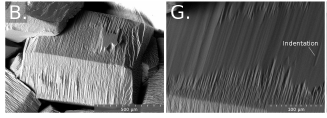 B.
G.
Indentation
100 µm
100 µm